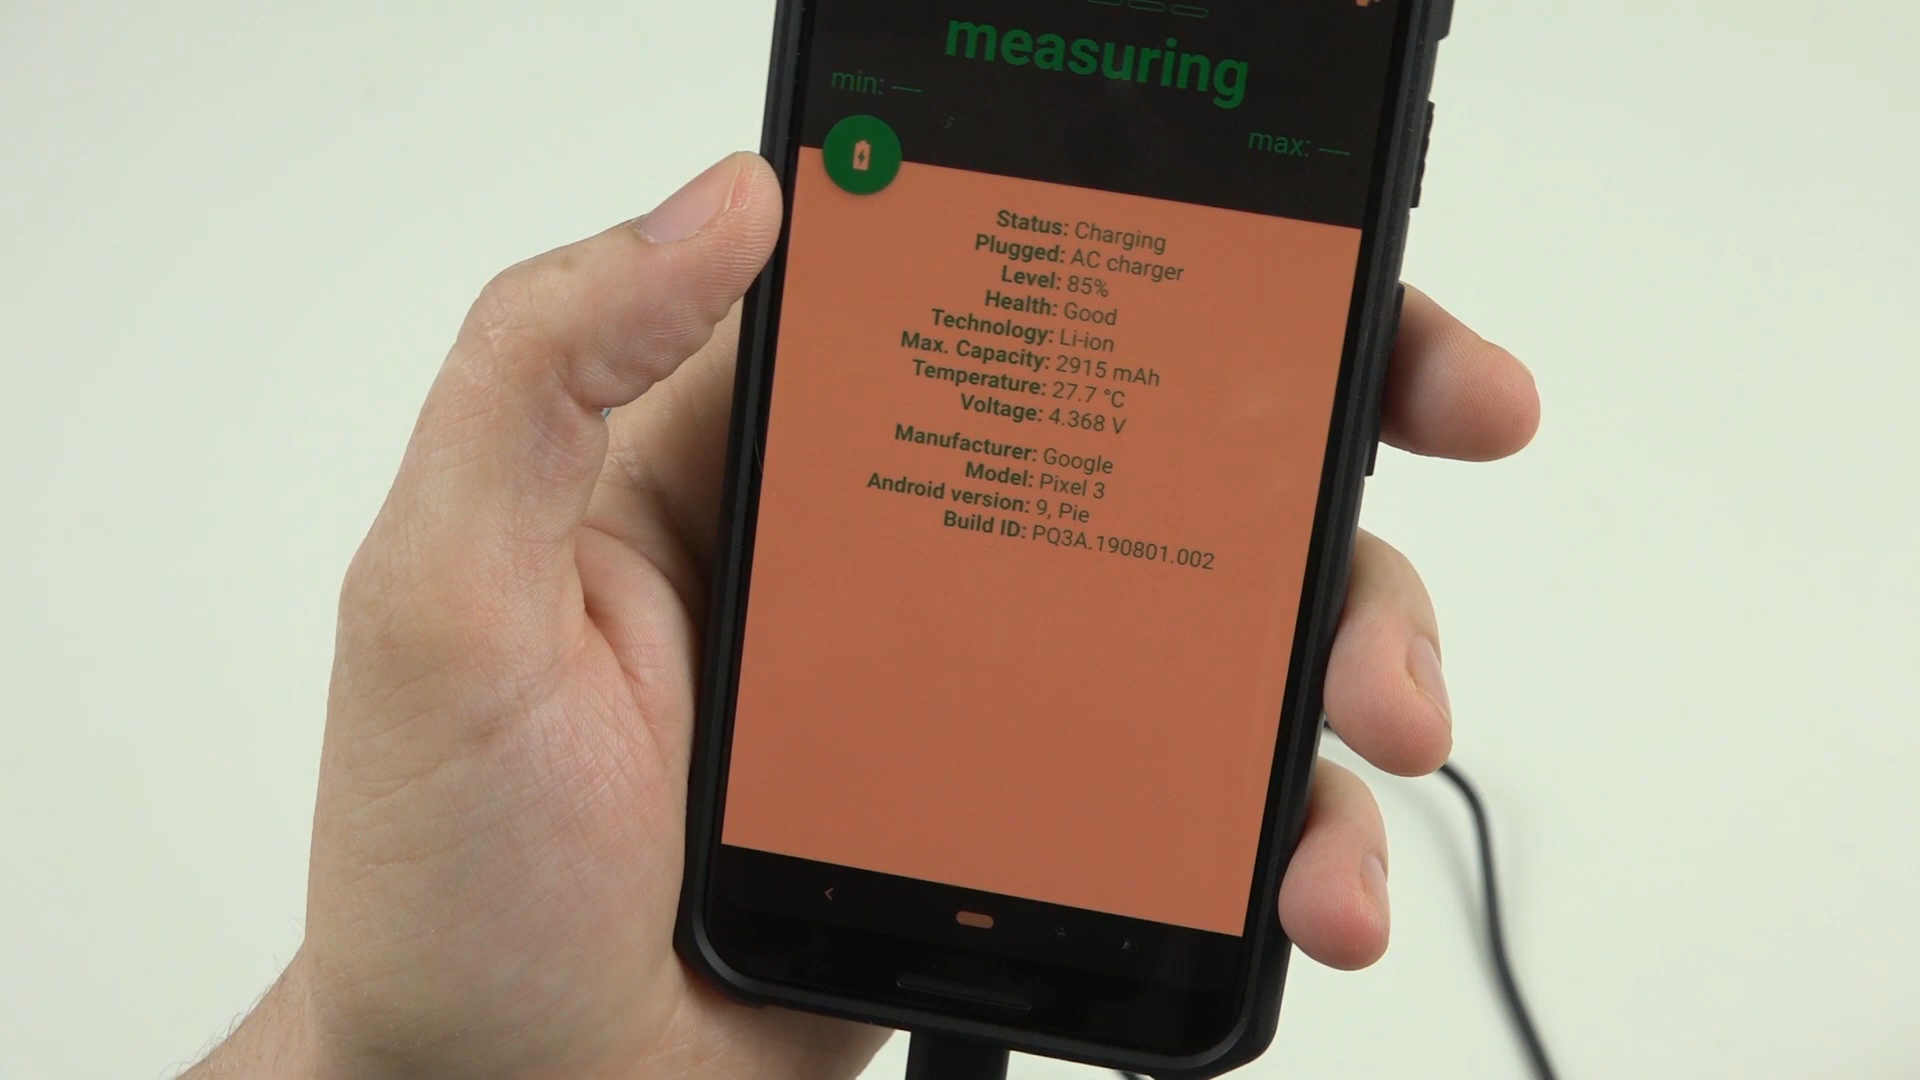 measuring
min: —
max: —
Status: Charging
Plugged: AC charger
Level: 85%
Health: Good
Technology: Li-ion
Max. Capacity: 2915 mAh
Temperature: 27.7 °C
Voltage: 4.368 V
Manufacturer: Google
Model: Pixel 3
Android version: 9, Pie
Build ID: PQ3A.190801.002